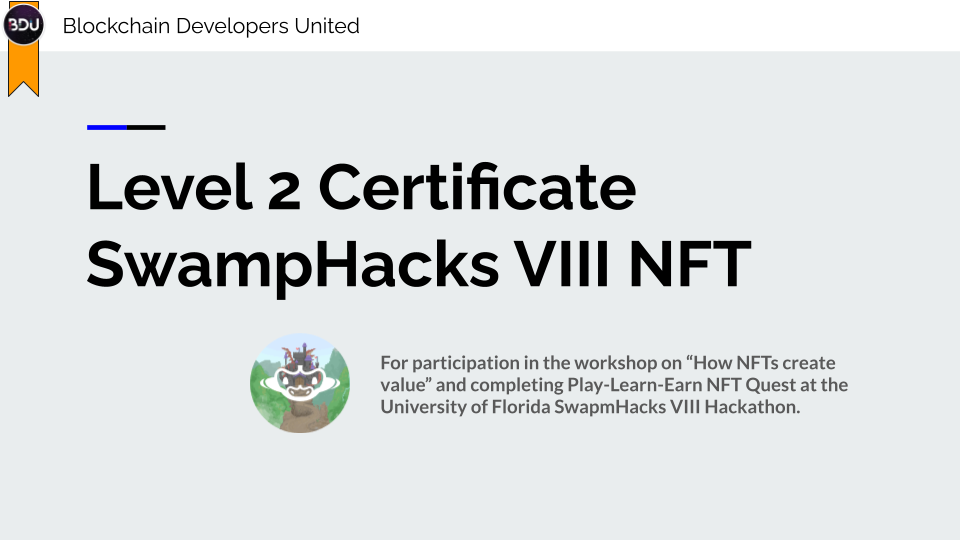 BDU
Blockchain Developers United
Level 2 Certificate
SwampHacks VIII NFT
For participation in the workshop on “How NFTs create
value” and completing Play-Learn-Earn NFT Quest at the
University of Florida SwapmHacks VIII Hackathon.